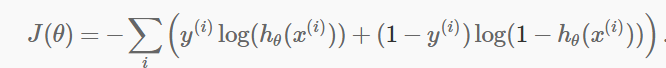 J(θ) = −∑_i ( y^{(i)} log(h_θ(x^{(i)})) + (1 − y^{(i)}) log(1 − h_θ(x^{(i)})) ).